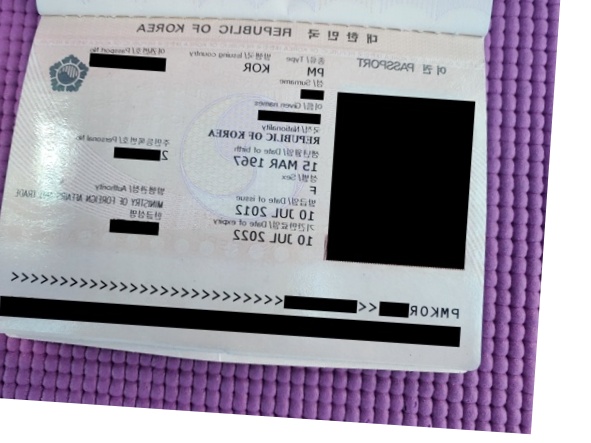 대한민국 REPUBLIC OF KOREA
여권 PASSPORT
종류/Type 발행국/Issuing country 여권번호/Passport No.
PM KOR
성/Surname
이름/Given names
국적/Nationality
REPUBLIC OF KOREA
생년월일/Date of birth 주민등록번호/Personal No.
15 MAR 1967 2
성별/Sex
F
발급일/Date of issue 발행관청/Authority
10 JUL 2012 MINISTRY OF FOREIGN AFFAIRS AND TRADE
기간만료일/Date of expiry 한글성명
10 JUL 2022
PMKOR <<<<<<<<<<<<<<<<<<<<<<<<<<<<<